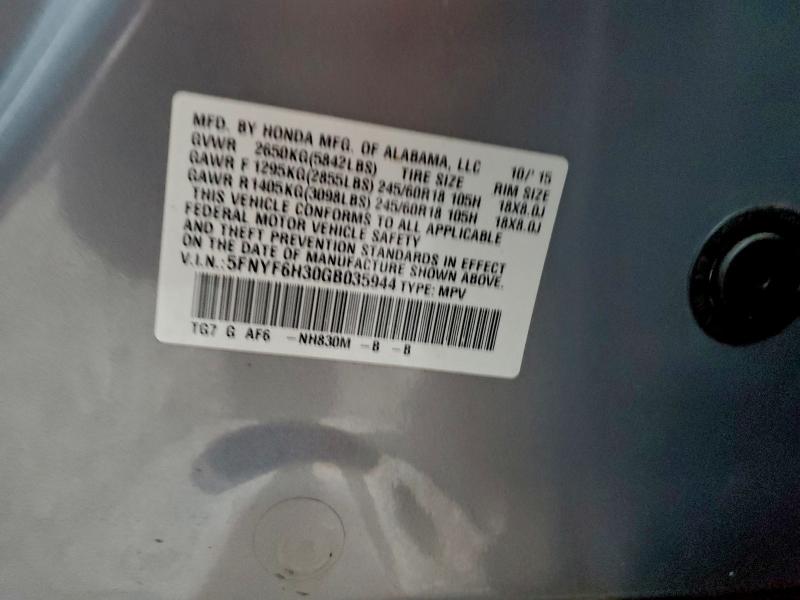 MFD. BY HONDA MFG. OF ALABAMA, LLC 10/' 15
GVWR 2650KG(5842LBS) TIRE SIZE RIM SIZE
GAWR F 1295KG(2855LBS) 245/60R18 105H 18X8.0J
GAWR R 1405KG(3098LBS) 245/60R18 105H 18X8.0J
THIS VEHICLE CONFORMS TO ALL APPLICABLE
FEDERAL MOTOR VEHICLE SAFETY
AND THEFT PREVENTION STANDARDS IN EFFECT
ON THE DATE OF MANUFACTURE SHOWN ABOVE.
V.I.N.: 5FNYF6H30GB035944 TYPE: MPV
TG7 G AF6 -NH830M -B -B